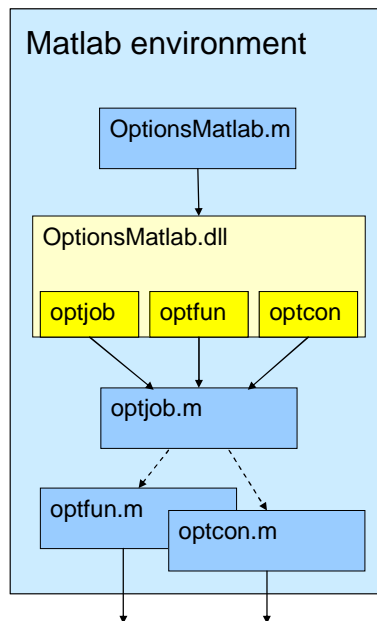 Matlab environment
OptionsMatlab.m
OptionsMatlab.dll
optjob optfun optcon
optjob.m
optfun.m
optcon.m